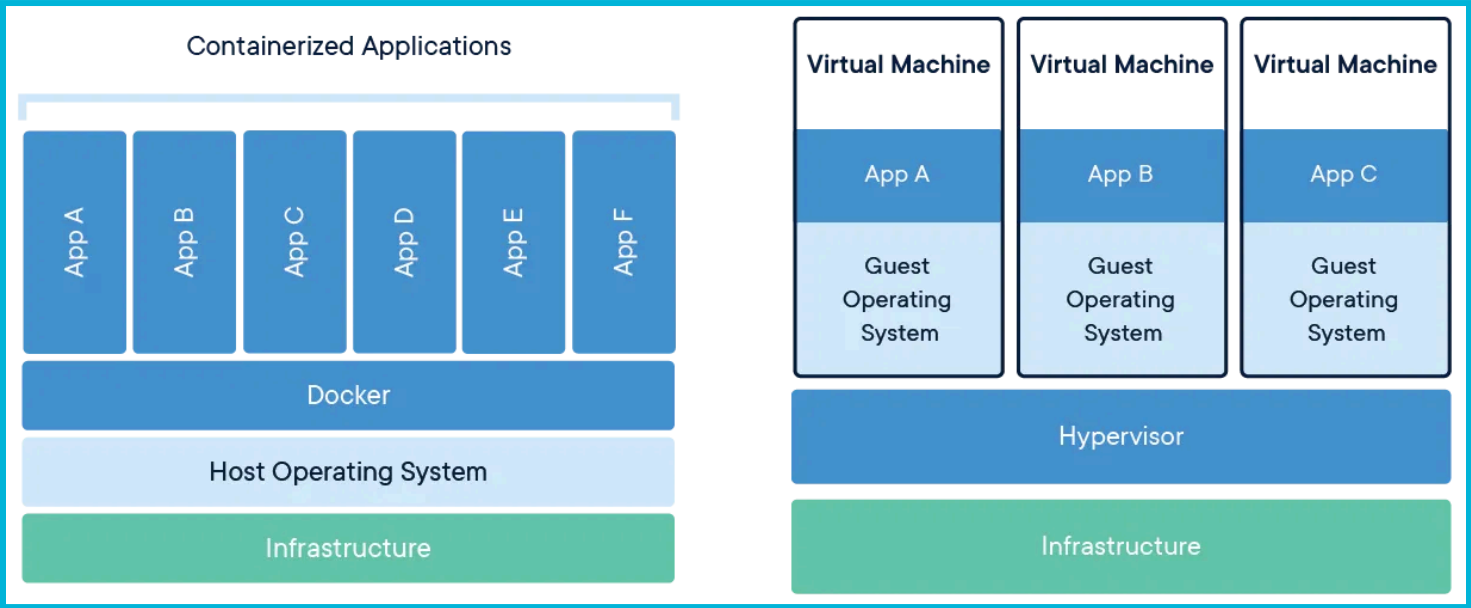 Containerized Applications
App A
App B
App C
App D
App E
App F
Docker
Host Operating System
Infrastructure
Virtual Machine
App A
Guest
Operating
System
Virtual Machine
App B
Guest
Operating
System
Virtual Machine
App C
Guest
Operating
System
Hypervisor
Infrastructure